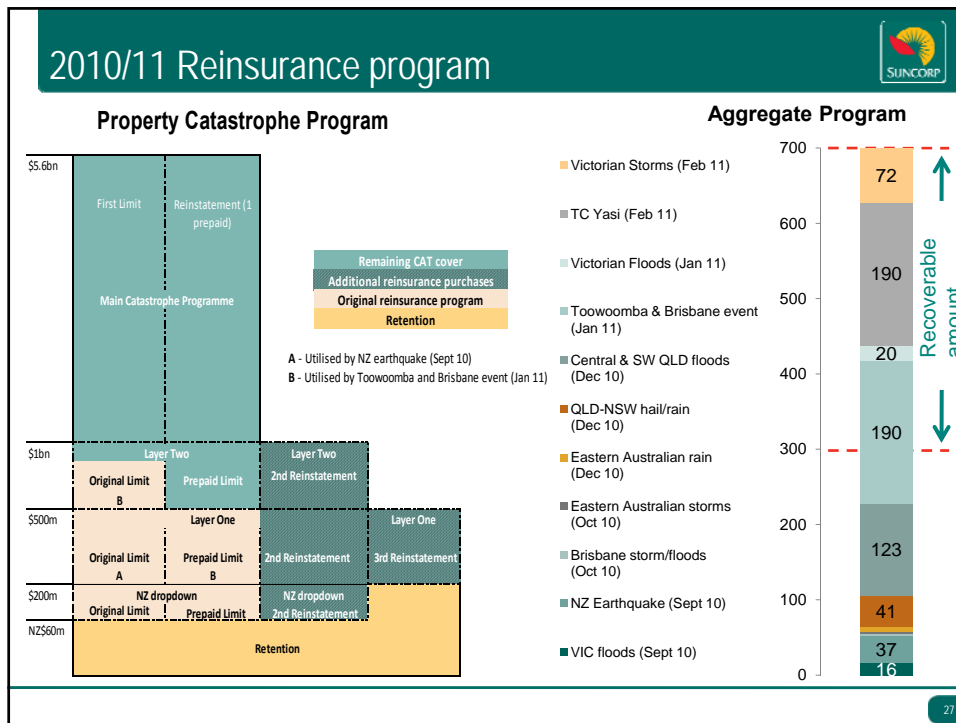 2010/11 Reinsurance program
SUNCORP
Property Catastrophe Program
$5.6bn
First Limit
Reinstatement (1
prepaid)
Main Catastrophe Programme
Remaining CAT cover
Additional reinsurance purchases
Original reinsurance program
Retention
A - Utilised by NZ earthquake (Sept 10)
B - Utilised by Toowoomba and Brisbane event (Jan 11)
$1bn
Layer Two
Layer Two
Original Limit
B
Prepaid Limit
2nd Reinstatement
$500m
Layer One
Layer One
Original Limit
A
Prepaid Limit
B
2nd Reinstatement
3rd Reinstatement
$200m
NZ dropdown
NZ dropdown
Original Limit
Prepaid Limit
2nd Reinstatement
NZ$60m
Retention
Aggregate Program
Victorian Storms (Feb 11)
TC Yasi (Feb 11)
Victorian Floods (Jan 11)
Toowoomba & Brisbane event
(Jan 11)
Central & SW QLD floods
(Dec 10)
QLD-NSW hail/rain
(Dec 10)
Eastern Australian rain
(Dec 10)
Eastern Australian storms
(Oct 10)
Brisbane storm/floods
(Oct 10)
NZ Earthquake (Sept 10)
VIC floods (Sept 10)
700
600
500
400
300
200
100
0
72
190
20
190
123
41
37
16
Recoverable
amount
27